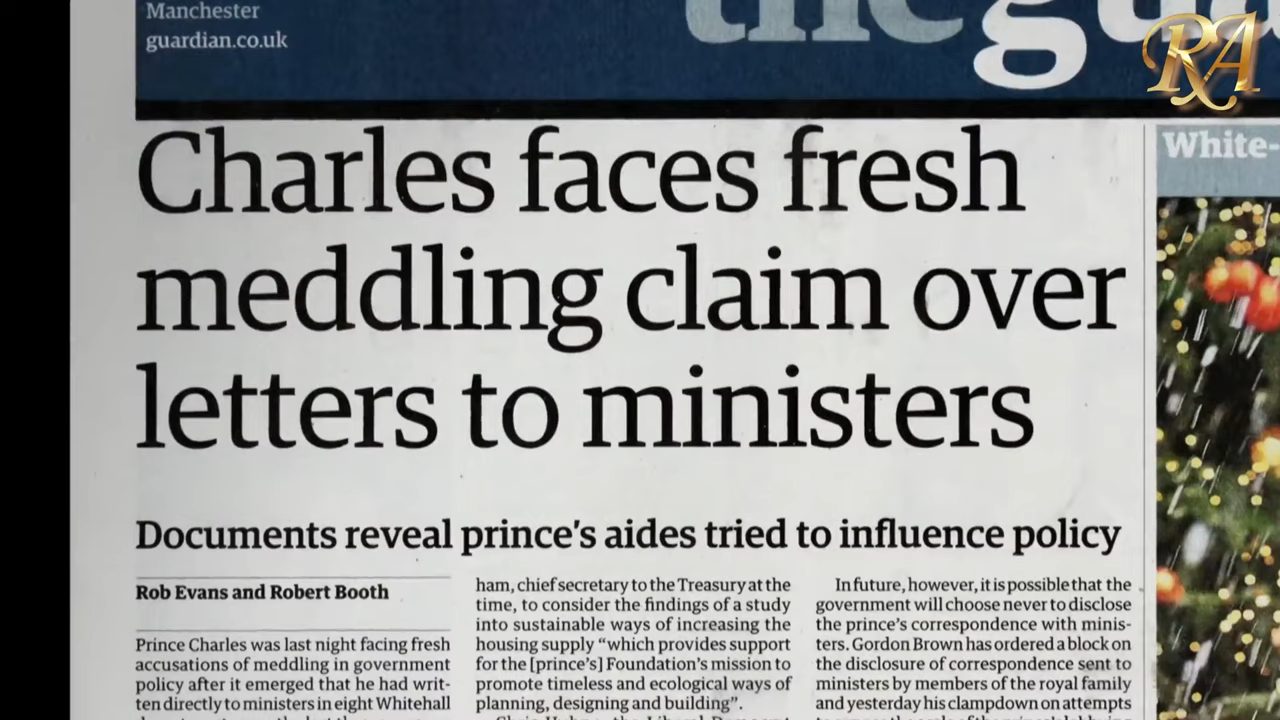 Manchester
guardian.co.uk
the
RA
Charles faces fresh
meddling claim over
letters to ministers
White-
Documents reveal prince's aides tried to influence policy
Rob Evans and Robert Booth
Prince Charles was last night facing fresh
accusations of meddling in government
policy after it emerged that he had writ-
ten directly to ministers in eight Whitehall
ham, chief secretary to the Treasury at the
time, to consider the findings of a study
into sustainable ways of increasing the
housing supply “which provides support
for the [prince's] Foundation's mission to
promote timeless and ecological ways of
planning, designing and building”.
In future, however, it is possible that the
government will choose never to disclose
the prince's correspondence with minis-
ters. Gordon Brown has ordered a block on
the disclosure of correspondence sent to
ministers by members of the royal family
and yesterday his clampdown on attempts